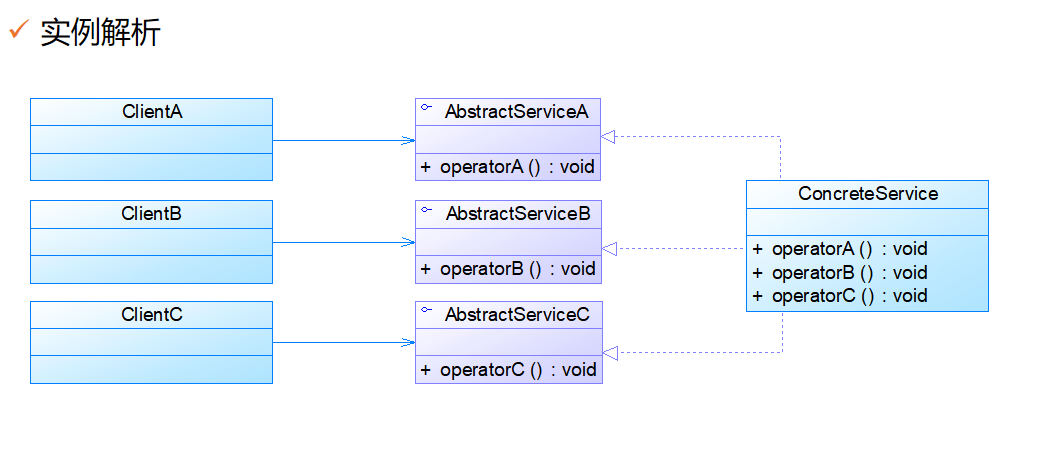 ✓ 实例解析
ClientA
AbstractServiceA
+ operatorA () : void
ClientB
AbstractServiceB
+ operatorB () : void
ClientC
AbstractServiceC
+ operatorC () : void
ConcreteService
+ operatorA () : void
+ operatorB () : void
+ operatorC () : void